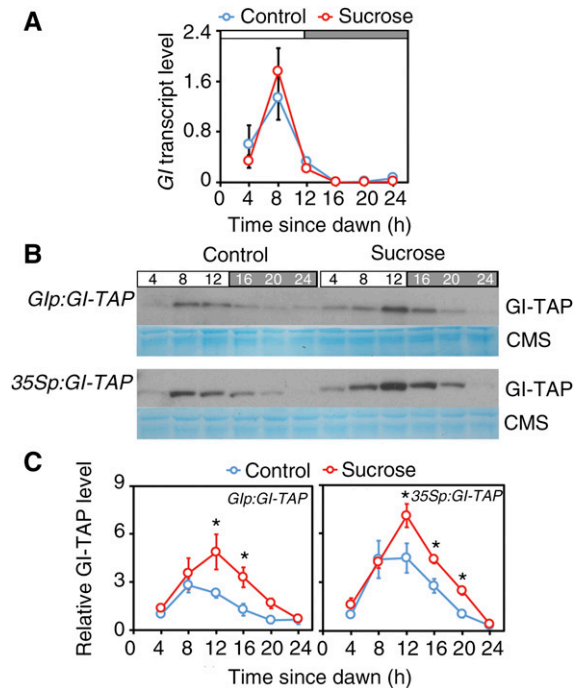 A
Control Sucrose
GI transcript level
2.4
1.6
0.8
0
0 4 8 12 16 20 24
Time since dawn (h)
B
Control Sucrose
4 8 12 16 20 24 4 8 12 16 20 24
GIp:GI-TAP GI-TAP
CMS
35Sp:GI-TAP GI-TAP
CMS
C
Control Sucrose
Relative GI-TAP level
9
6
3
0
GIp:GI-TAP
* *
* 35Sp:GI-TAP
* *
0 4 8 12 16 20 24 0 4 8 12 16 20 24
Time since dawn (h) Time since dawn (h)